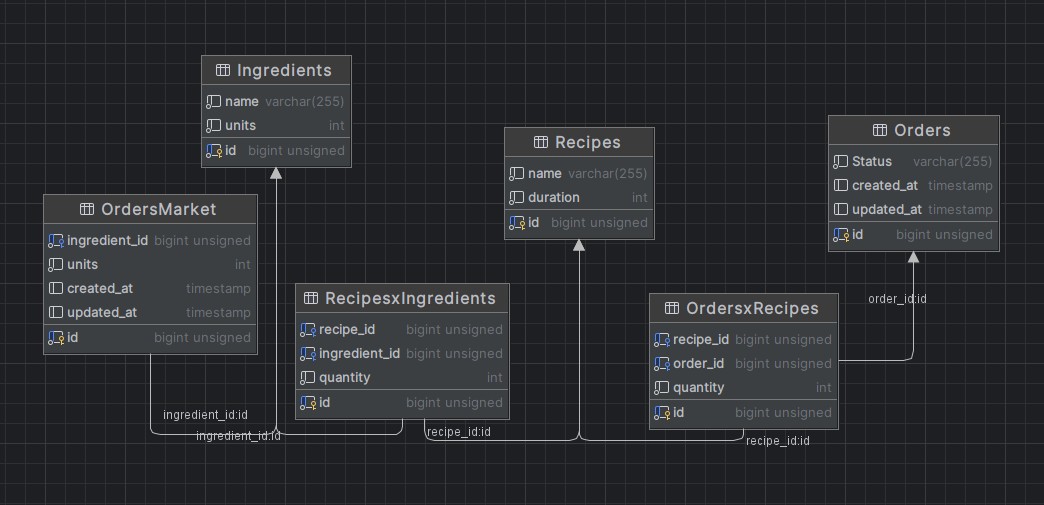 Ingredients
name varchar(255)
units int
id bigint unsigned
Recipes
name varchar(255)
duration int
id bigint unsigned
Orders
Status varchar(255)
created_at timestamp
updated_at timestamp
id bigint unsigned
OrdersMarket
ingredient_id bigint unsigned
units int
created_at timestamp
updated_at timestamp
id bigint unsigned
RecipesxIngredients
recipe_id bigint unsigned
ingredient_id bigint unsigned
quantity int
id bigint unsigned
OrdersxRecipes
recipe_id bigint unsigned
order_id bigint unsigned
quantity int
id bigint unsigned
order_id:id
ingredient_id:id
ingredient_id:id
recipe_id:id
recipe_id:id